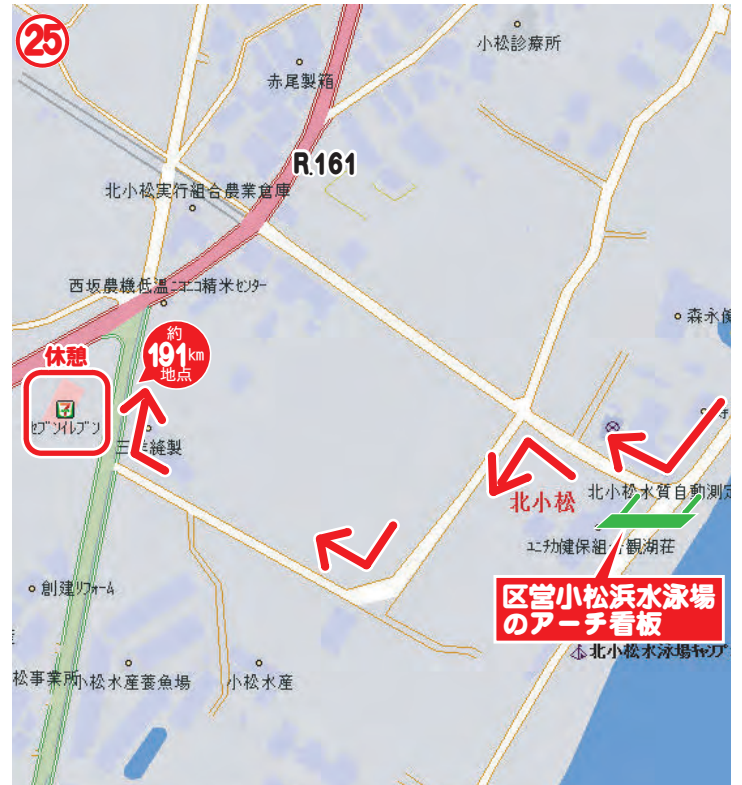 25
小松診療所
赤尾製箱
R.161
北小松実行組合農業倉庫
西坂農機低温ニコニコ精米センター
約
191km
地点
休憩
セブンイレブン
北小松
北小松水質自動測定
ユニチカ健保組合観湖荘
区営小松浜水泳場
のアーチ看板
北小松水泳場キャンプ
創建リフォーム
松事業所
小松水産養魚場
小松水産